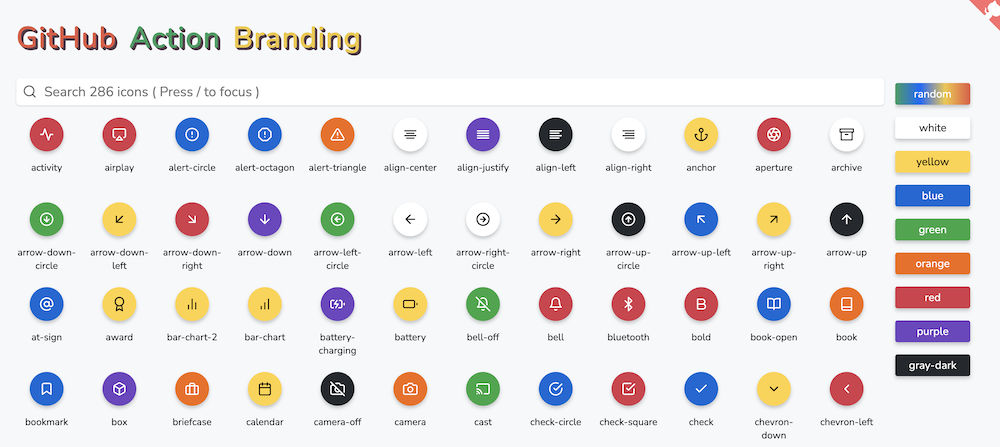 GitHub Action Branding
Search 286 icons ( Press / to focus )
random
white
yellow
blue
green
orange
red
purple
gray-dark
activity
airplay
alert-circle
alert-octagon
alert-triangle
align-center
align-justify
align-left
align-right
anchor
aperture
archive
arrow-down-
circle
arrow-down-
left
arrow-down-
right
arrow-down
arrow-left-
circle
arrow-left
arrow-right-
circle
arrow-right
arrow-up-
circle
arrow-up-left
arrow-up-
right
arrow-up
at-sign
award
bar-chart-2
bar-chart
battery-
charging
battery
bell-off
bell
bluetooth
B
bold
book-open
book
bookmark
box
briefcase
calendar
camera-off
camera
cast
check-circle
check-square
check
chevron-
down
chevron-left